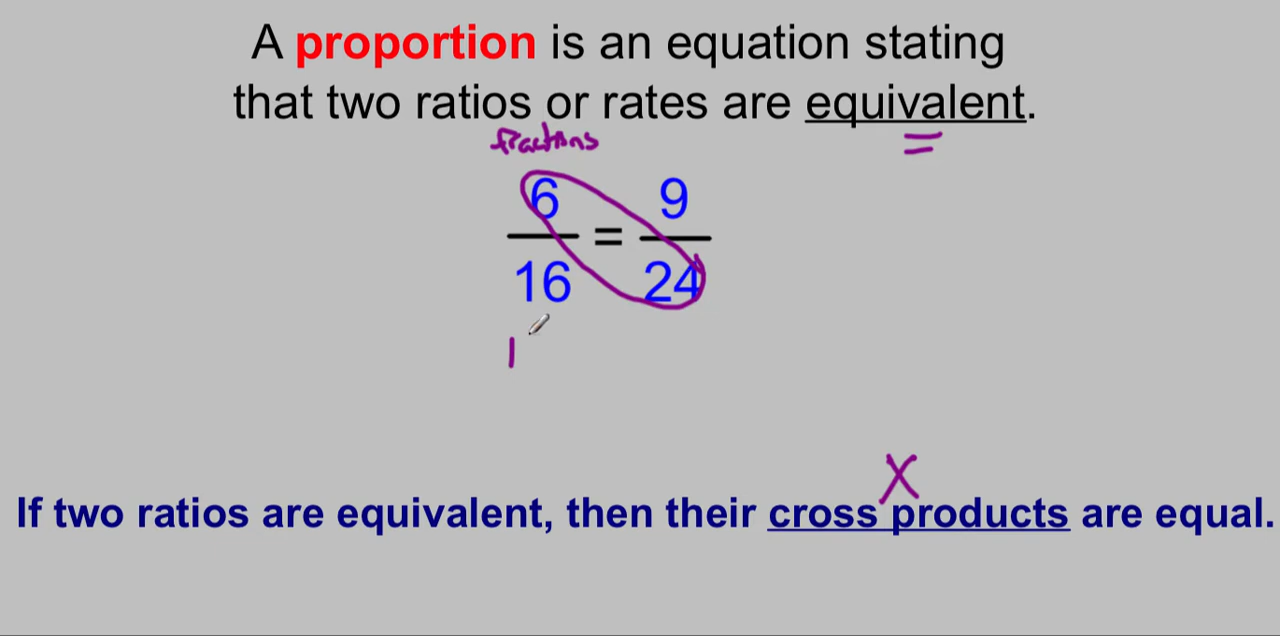 A proportion is an equation stating
that two ratios or rates are equivalent.
fractions =
6 = 9
16 24
1
X
If two ratios are equivalent, then their cross products are equal.